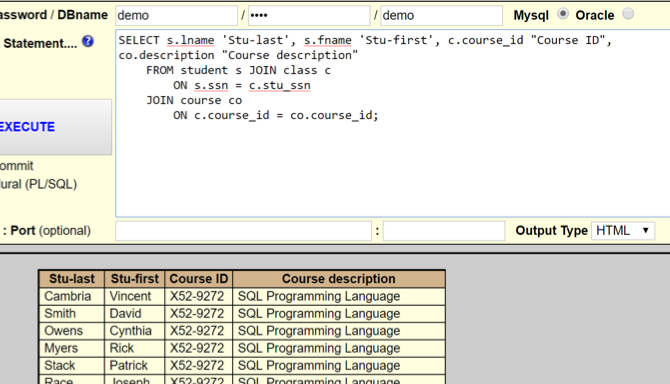 assword / DBname demo / •••• / demo Mysql Oracle
Statement.... ?
SELECT s.lname 'Stu-last', s.fname 'Stu-first', c.course_id "Course ID",
co.description "Course description"
FROM student s JOIN class c
ON s.ssn = c.stu_ssn
JOIN course co
ON c.course_id = co.course_id;
EXECUTE
ommit
lural (PL/SQL)
: Port (optional) : Output Type HTML
Stu-last Stu-first Course ID Course description
Cambria Vincent X52-9272 SQL Programming Language
Smith David X52-9272 SQL Programming Language
Owens Cynthia X52-9272 SQL Programming Language
Myers Rick X52-9272 SQL Programming Language
Stack Patrick X52-9272 SQL Programming Language
Race Joseph X52-9272 SQL Programming Language